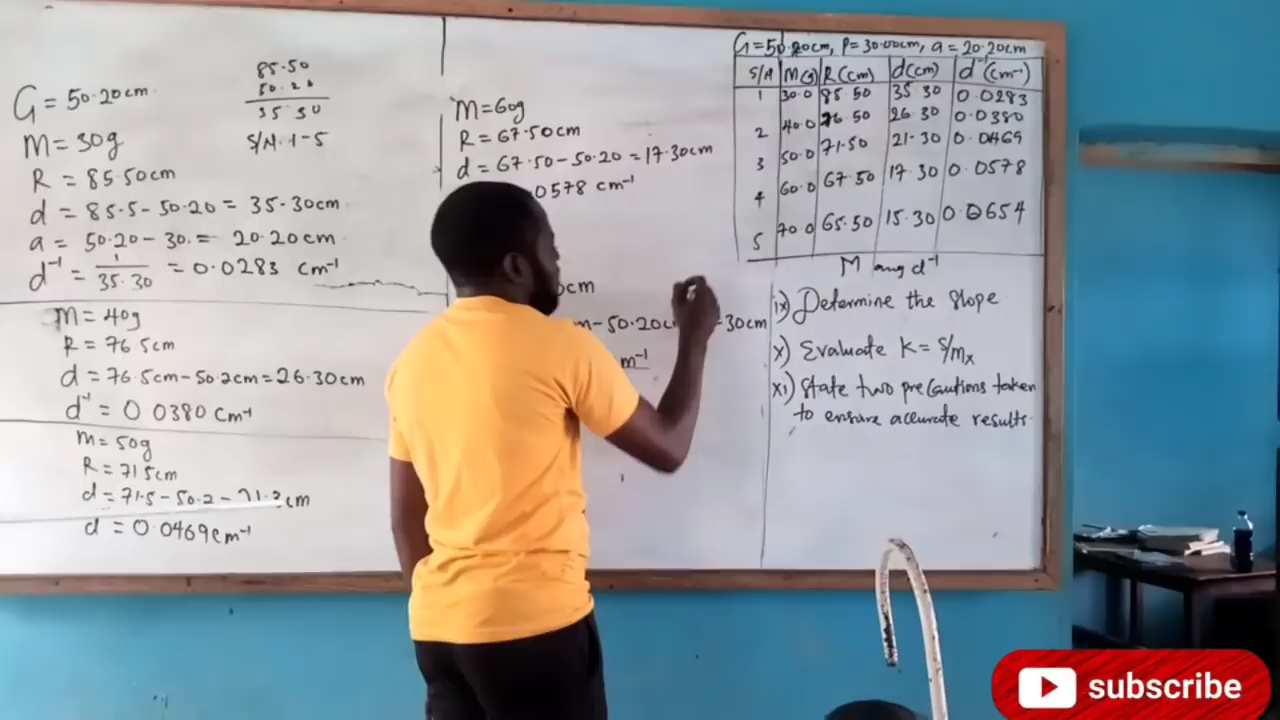 G = 50.20cm
85.50
50.20
35.30
S/N. 1-5
M = 30g
R = 85.50cm
d = 85.5-50.20 = 35.30cm
a = 50.20-30. = 20.20cm
d⁻¹ = 1/35.30 = 0.0283 cm⁻¹
M = 40g
R = 76.5cm
d = 76.5cm-50.2cm=26.30cm
d⁻¹ = 0.0380 cm⁻¹
m = 50g
R = 71.5cm
d = 71.5-50.2- cm
d = 0.0469cm⁻¹
M=60g
R = 67.50cm
d = 67.50-50.20 = 17.30cm
0578 cm⁻¹
0cm
m-50.20c 30cm
m⁻¹
G=50.20cm, P=30.00cm, a=20.20cm
S/N M(g) R(cm) d(cm) d⁻¹(cm⁻¹)
1 30.0 85.50 35.30 0.0283
2 40.0 76.50 26.30 0.0380
3 50.0 71.50 21.30 0.0469
4 60.0 67.50 17.30 0.0578
5 70.0 65.50 15.30 0.0654
M ang d⁻¹
ix) Determine the slope
x) Evaluate K = S/Mx
xi) State two precautions taken
to ensure accurate results.
subscribe